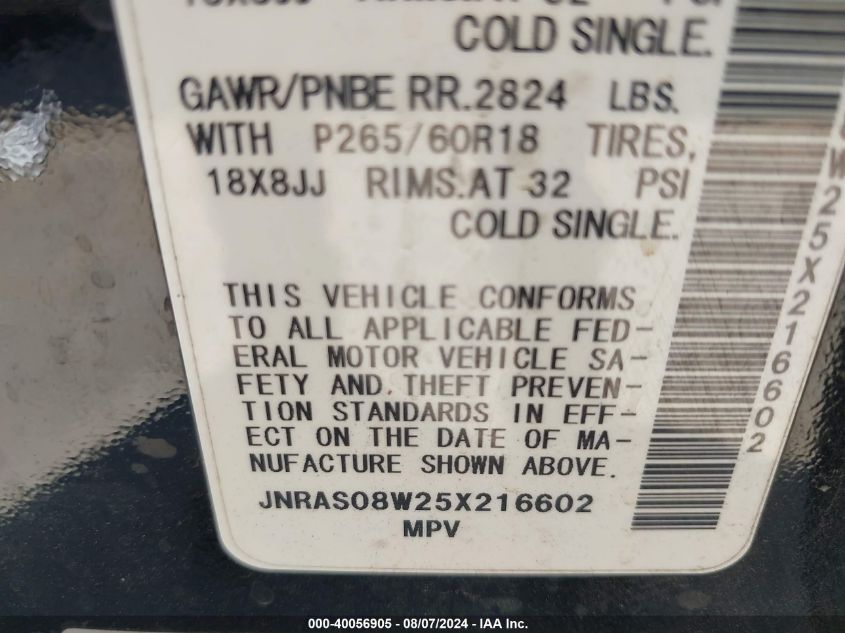 COLD SINGLE.
GAWR/PNBE RR.2824 LBS.
WITH P265/60R18 TIRES,
18X8JJ RIMS.AT 32 PSI
COLD SINGLE.
THIS VEHICLE CONFORMS
TO ALL APPLICABLE FED-
ERAL MOTOR VEHICLE SA-
FETY AND THEFT PREVEN-
TION STANDARDS IN EFF-
ECT ON THE DATE OF MA-
NUFACTURE SHOWN ABOVE.
JNRAS08W25X216602
MPV
W25X216602
000-40056905 - 08/07/2024 - IAA Inc.